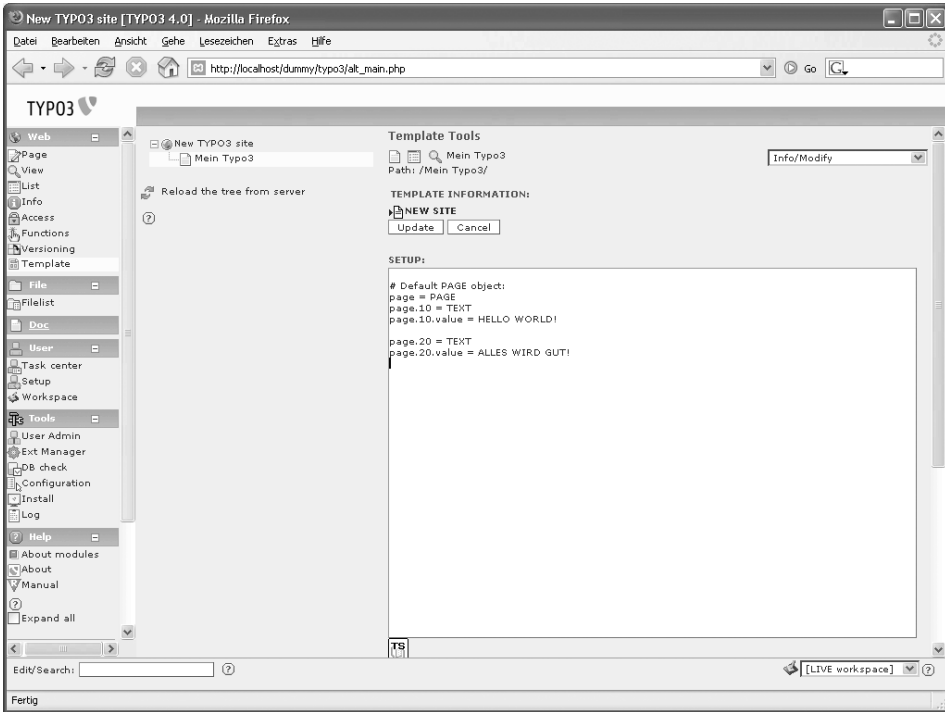 New TYPO3 site [TYPO3 4.0] - Mozilla Firefox
Datei Bearbeiten Ansicht Gehe Lesezeichen Extras Hilfe
http://localhost/dummy/typo3/alt_main.php Go G
TYPO3
Web
Page
View
List
Info
Access
Functions
Versioning
Template
File
Filelist
Doc
User
Task center
Setup
Workspace
Tools
User Admin
Ext Manager
DB check
Configuration
Install
Log
Help
About modules
About
Manual
?
Expand all
New TYPO3 site
Mein Typo3
Reload the tree from server
?
Template Tools
Mein Typo3
Path: /Mein Typo3/
Info/Modify
TEMPLATE INFORMATION:
NEW SITE
Update Cancel
SETUP:
# Default PAGE object:
page = PAGE
page.10 = TEXT
page.10.value = HELLO WORLD!
page.20 = TEXT
page.20.value = ALLES WIRD GUT!
TS
Edit/Search: ? [LIVE workspace] ?
Fertig